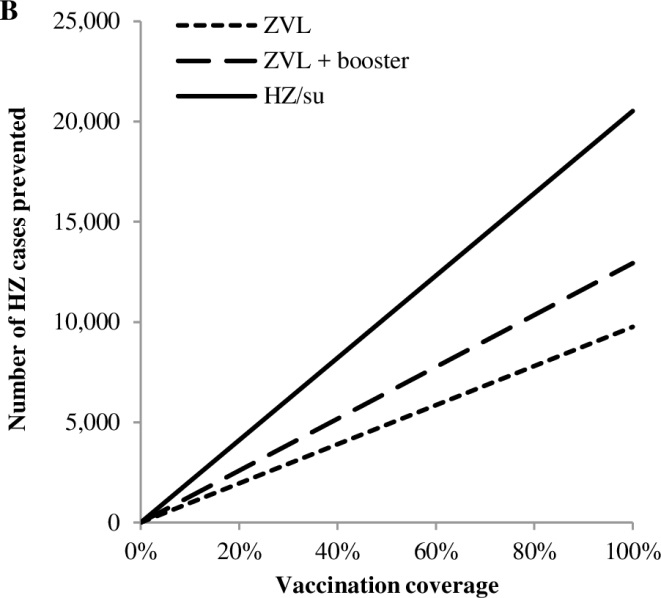 B
25,000
20,000
15,000
10,000
5,000
0
Number of HZ cases prevented
ZVL
ZVL + booster
HZ/su
0% 20% 40% 60% 80% 100%
Vaccination coverage